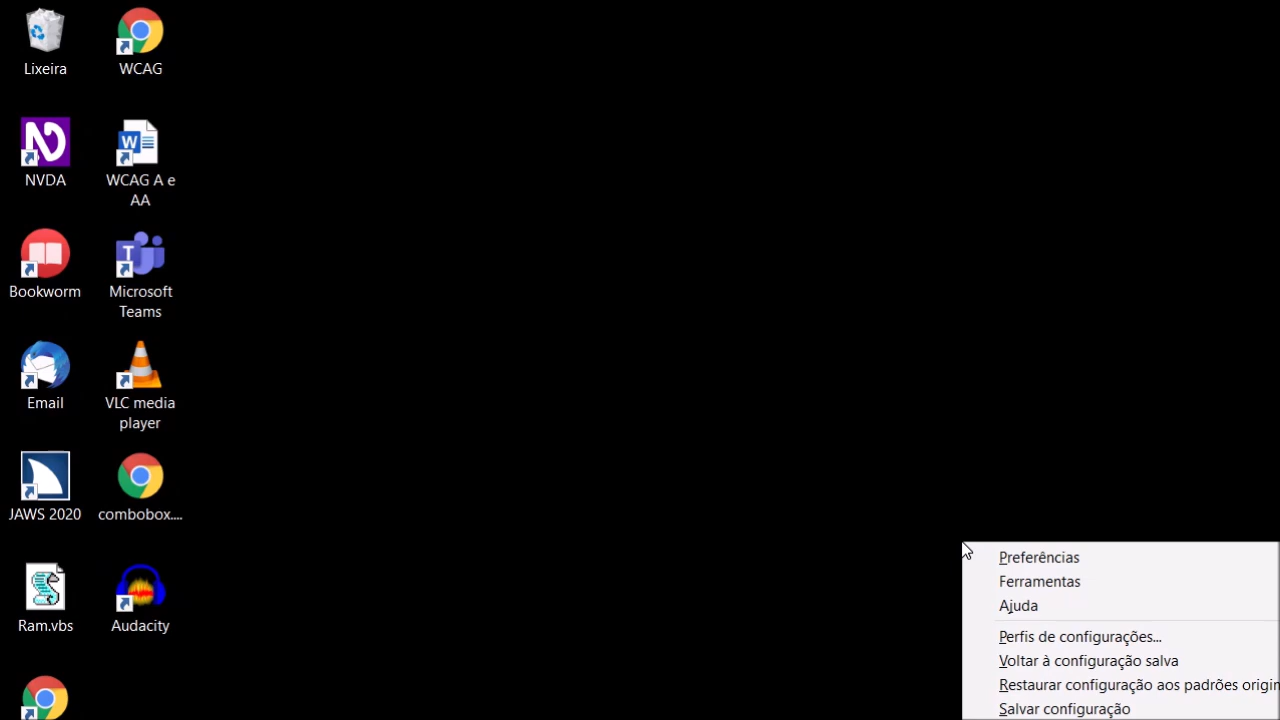 Lixeira
WCAG
NVDA
WCAG A e
AA
Bookworm
Microsoft
Teams
Email
VLC media
player
JAWS 2020
combobox....
Ram.vbs
Audacity
Preferências
Ferramentas
Ajuda
Perfis de configurações...
Voltar à configuração salva
Restaurar configuração aos padrões origin
Salvar configuração